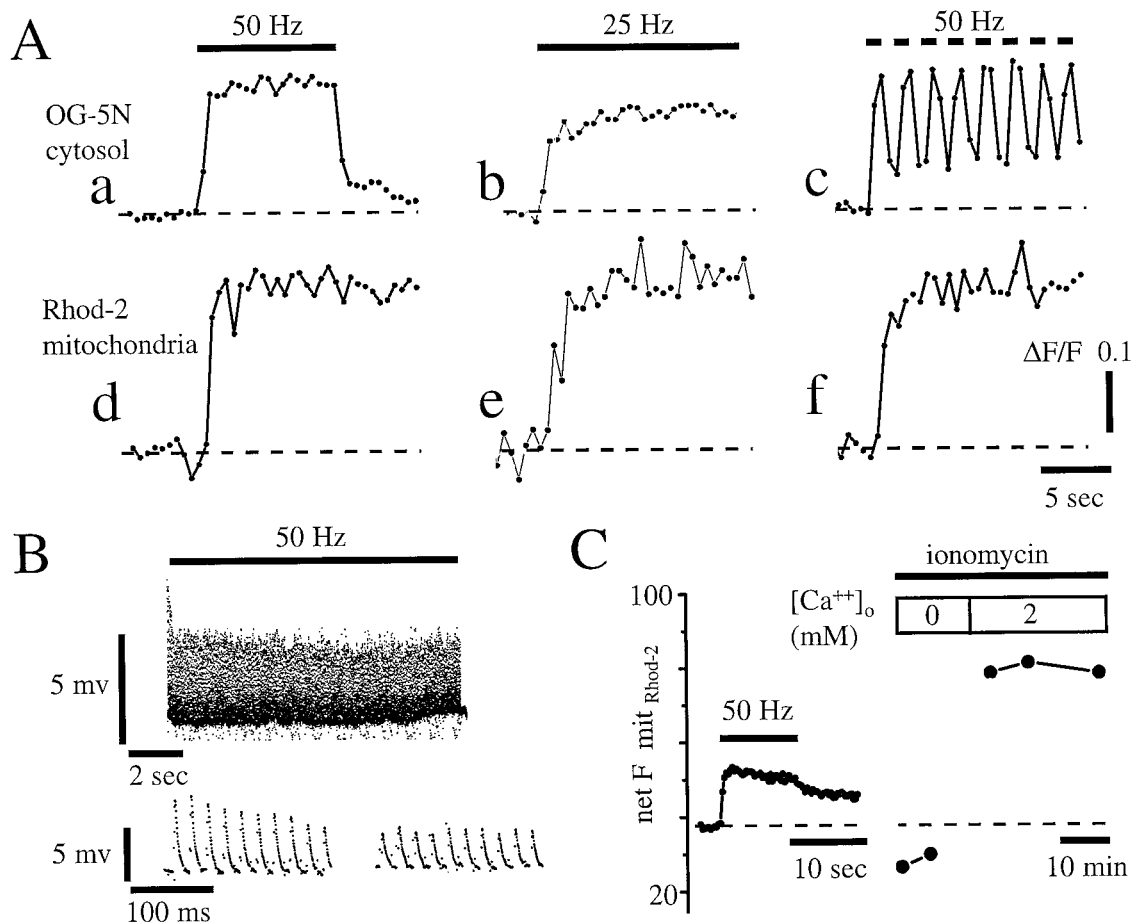 A
50 Hz
25 Hz
50 Hz
OG-5N
cytosol
a
b
c
Rhod-2
mitochondria
d
e
f
ΔF/F 0.1
5 sec
B
50 Hz
5 mv
2 sec
5 mv
100 ms
C
ionomycin
[Ca++]o
(mM)
0
2
100
net F mit Rhod-2
50 Hz
20
10 sec
10 min